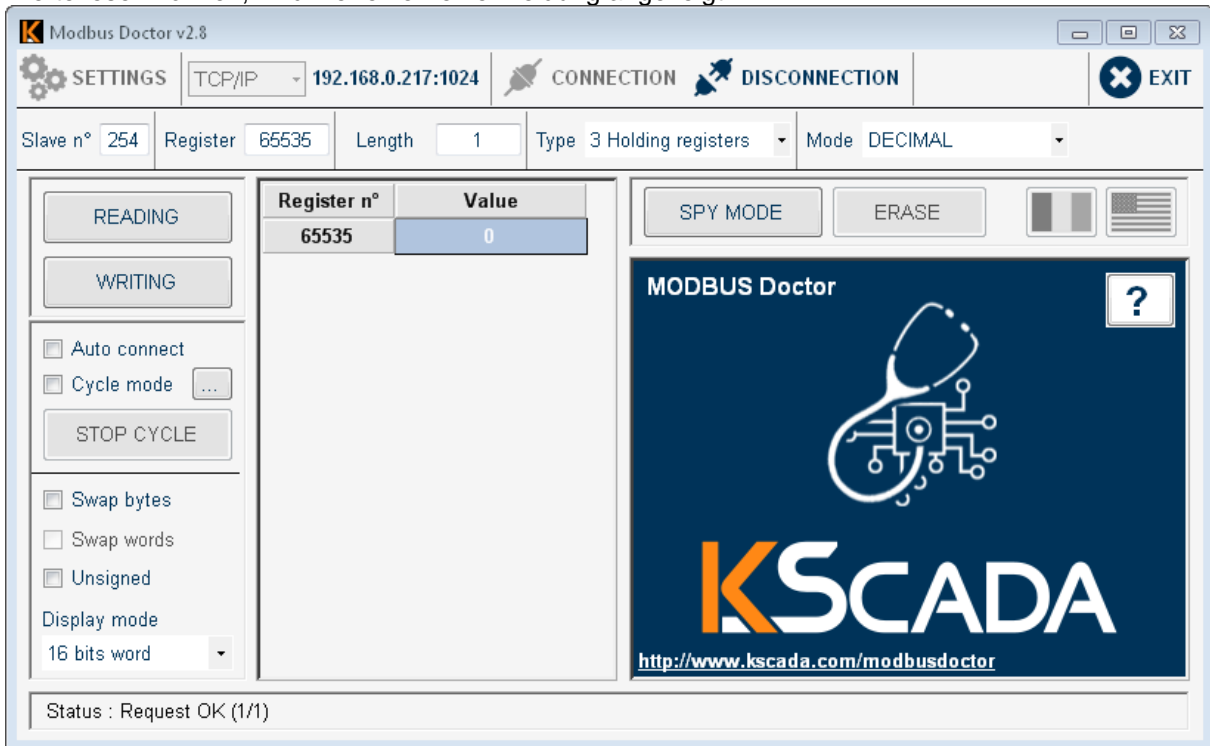 Modbus Doctor v2.8
SETTINGS TCP/IP 192.168.0.217:1024 CONNECTION DISCONNECTION EXIT
Slave n° 254 Register 65535 Length 1 Type 3 Holding registers Mode DECIMAL
READING
WRITING
Auto connect
Cycle mode ...
STOP CYCLE
Swap bytes
Swap words
Unsigned
Display mode
16 bits word
Register n° Value
65535 0
SPY MODE ERASE
MODBUS Doctor ?
KSCADA
http://www.kscada.com/modbusdoctor
Status : Request OK (1/1)